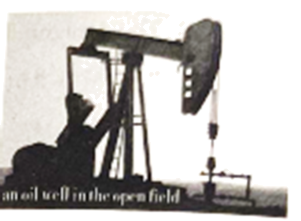 an oil well in the open field